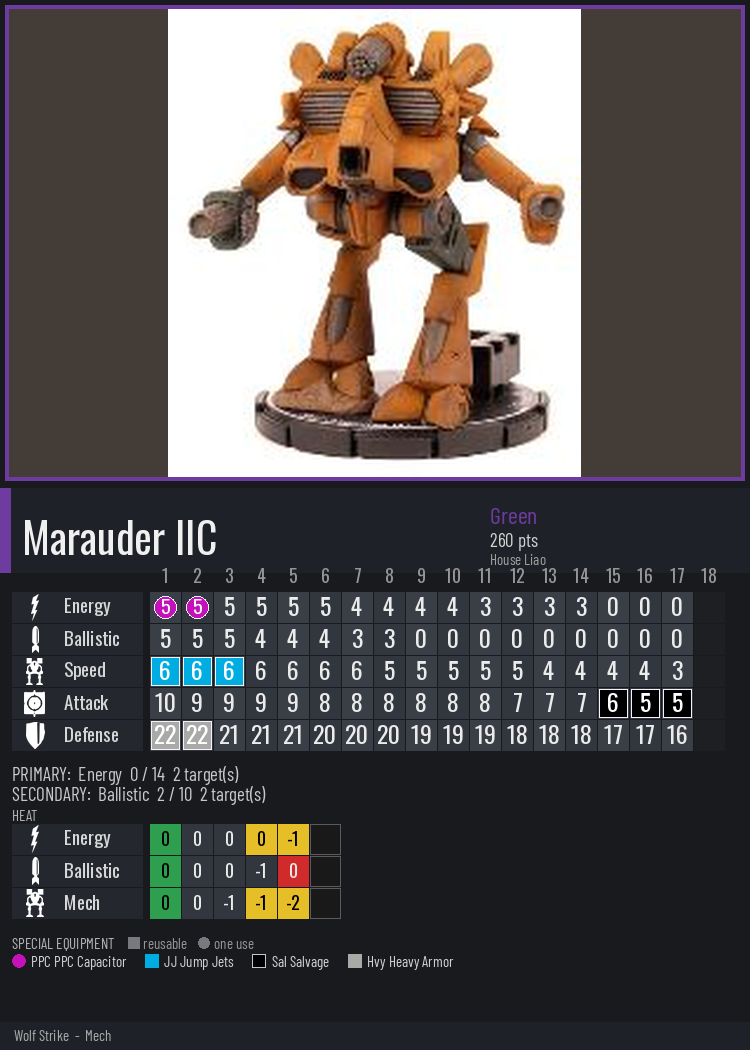 Marauder IIC
Green
260 pts
House Liao
1 2 3 4 5 6 7 8 9 10 11 12 13 14 15 16 17 18
Energy 5 5 5 5 5 5 4 4 4 4 3 3 3 3 0 0 0
Ballistic 5 5 5 4 4 4 3 3 0 0 0 0 0 0 0 0 0
Speed 6 6 6 6 6 6 6 5 5 5 5 5 4 4 4 4 3
Attack 10 9 9 9 9 8 8 8 8 8 8 7 7 7 6 5 5
Defense 22 22 21 21 21 20 20 20 19 19 19 18 18 18 17 17 16
PRIMARY: Energy 0 / 14 2 target(s)
SECONDARY: Ballistic 2 / 10 2 target(s)
HEAT
Energy 0 0 0 0 -1
Ballistic 0 0 0 -1 0
Mech 0 0 -1 -1 -2
SPECIAL EQUIPMENT reusable one use
PPC PPC Capacitor JJ Jump Jets Sal Salvage Hvy Heavy Armor
Wolf Strike - Mech